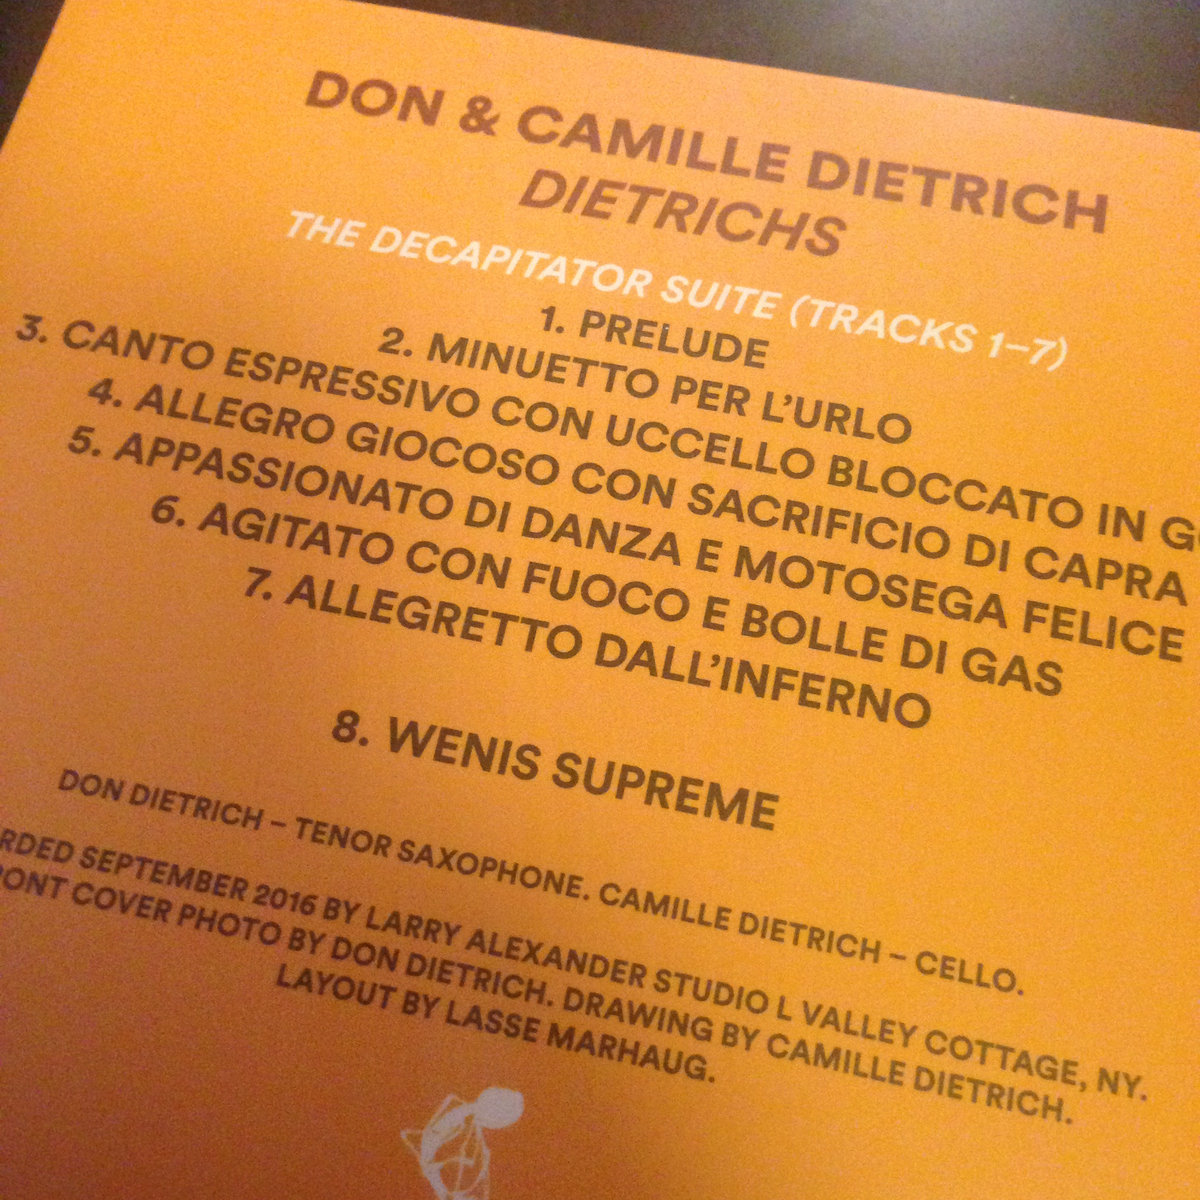 DON & CAMILLE DIETRICH
DIETRICHS
THE DECAPITATOR SUITE (TRACKS 1–7)
1. PRELUDE
2. MINUETTO PER L’URLO
3. CANTO ESPRESSIVO CON UCCELLO BLOCCATO IN
4. ALLEGRO GIOCOSO CON SACRIFICIO DI CAPRA
5. APPASSIONATO DI DANZA E MOTOSEGA FELICE
6. AGITATO CON FUOCO E BOLLE DI GAS
7. ALLEGRETTO DALL’INFERNO
8. WENIS SUPREME
DON DIETRICH – TENOR SAXOPHONE. CAMILLE DIETRICH – CELLO.
SEPTEMBER 2016 BY LARRY ALEXANDER STUDIO L VALLEY COTTAGE, NY.
COVER PHOTO BY DON DIETRICH. DRAWING BY CAMILLE DIETRICH.
LAYOUT BY LASSE MARHAUG.